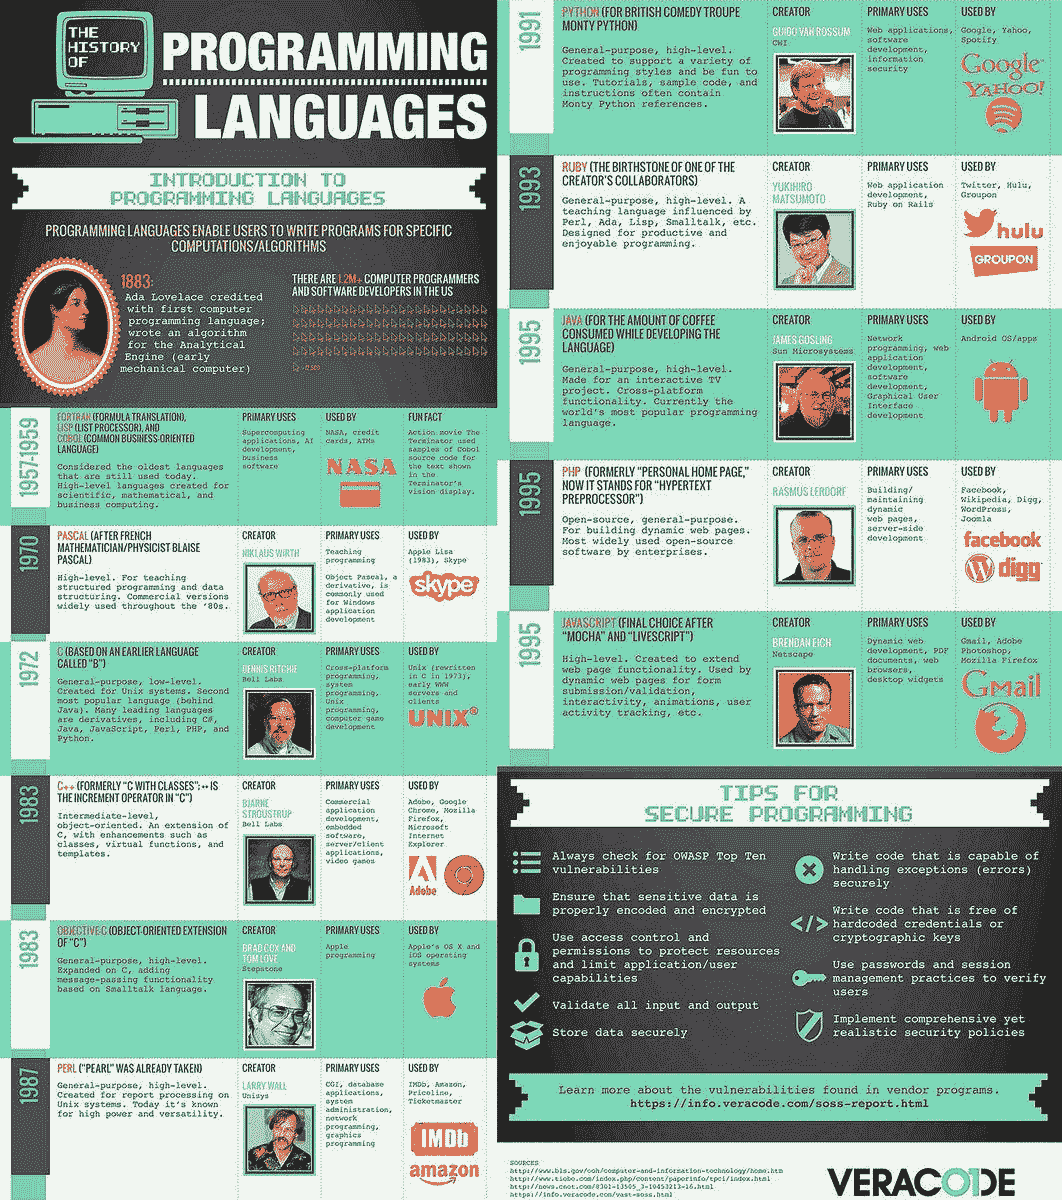 THE
HISTORY
OF
PROGRAMMING
LANGUAGES
INTRODUCTION TO
PROGRAMMING LANGUAGES
PROGRAMMING LANGUAGES ENABLE USERS TO WRITE PROGRAMS FOR SPECIFIC
COMPUTATIONS/ALGORITHMS
1883:
Ada Lovelace credited
with first computer
programming language;
wrote an algorithm
for the Analytical
Engine (early
mechanical computer)
THERE ARE 1.2M+ COMPUTER PROGRAMMERS
AND SOFTWARE DEVELOPERS IN THE US
1957-1959
FORTRAN (FORMULA TRANSLATION),
LISP (LIST PROCESSOR), AND
COBOL (COMMON BUSINESS-ORIENTED
LANGUAGE)
Considered the oldest languages
that are still used today.
High-level languages created for
scientific, mathematical, and
business computing.
PRIMARY USES
Supercomputing
applications, AI
development,
business
software
USED BY
NASA, credit
cards, ATMs
NASA
FUN FACT
Action movie The
Terminator used
samples of Cobol
source code for
the text shown
in the
Terminator's
vision display.
1970
PASCAL (AFTER FRENCH
MATHEMATICIAN/PHYSICIST BLAISE
PASCAL)
High-level. For teaching
structured programming and data
structuring. Commercial versions
widely used throughout the '80s.
CREATOR
NIKLAUS WIRTH
PRIMARY USES
Teaching
programming
Object Pascal, a
derivative, is
commonly used
for Windows
application
development
USED BY
Apple Lisa
(1983), Skype
skype
1972
C (BASED ON AN EARLIER LANGUAGE
CALLED "B")
General-purpose, low-level.
Created for Unix systems. Second
most popular language (behind
Java). Many leading languages
are derivatives, including C#,
Java, JavaScript, Perl, PHP, and
Python.
CREATOR
DENNIS RITCHIE
Bell Labs
PRIMARY USES
Cross-platform
programming,
system
programming,
Unix
programming,
computer game
development
USED BY
Unix (rewritten
in C in 1973),
early WWW
servers and
clients
UNIX®
1983
C++ (FORMERLY "C WITH CLASSES"; ++ IS
THE INCREMENT OPERATOR IN "C")
Intermediate-level,
object-oriented. An extension of
C, with enhancements such as
classes, virtual functions, and
templates.
CREATOR
BJARNE
STROUSTRUP
Bell Labs
PRIMARY USES
Commercial
application
development,
embedded
software,
server/client
applications,
video games
USED BY
Adobe, Google
Chrome, Mozilla
Firefox,
Microsoft
Internet
Explorer
Adobe
1983
OBJECTIVE-C (OBJECT-ORIENTED EXTENSION
OF "C")
General-purpose, high-level.
Expanded on C, adding
message-passing functionality
based on Smalltalk language.
CREATOR
BRAD COX AND
TOM LOVE
Stepstone
PRIMARY USES
Apple
programming
USED BY
Apple's OS X and
iOS operating
systems
1987
PERL ("PEARL" WAS ALREADY TAKEN)
General-purpose, high-level.
Created for report processing on
Unix systems. Today it's known
for high power and versatility.
CREATOR
LARRY WALL
Unisys
PRIMARY USES
CGI, database
applications,
system
administration,
network
programming,
graphics
programming
USED BY
IMDb, Amazon,
Priceline,
Ticketmaster
IMDb
amazon
1991
PYTHON (FOR BRITISH COMEDY TROUPE
MONTY PYTHON)
General-purpose, high-level.
Created to support a variety of
programming styles and be fun to
use. Tutorials, sample code, and
instructions often contain
Monty Python references.
CREATOR
GUIDO VAN ROSSUM
CWI
PRIMARY USES
Web applications,
software
development,
information
security
USED BY
Google, Yahoo,
Spotify
Google
YAHOO!
1993
RUBY (THE BIRTHSTONE OF ONE OF THE
CREATOR'S COLLABORATORS)
General-purpose, high-level. A
teaching language influenced by
Perl, Ada, Lisp, Smalltalk, etc.
Designed for productive and
enjoyable programming.
CREATOR
YUKIHIRO
MATSUMOTO
PRIMARY USES
Web application
development,
Ruby on Rails
USED BY
Twitter, Hulu,
Groupon
hulu
GROUPON
1995
JAVA (FOR THE AMOUNT OF COFFEE
CONSUMED WHILE DEVELOPING THE
LANGUAGE)
General-purpose, high-level.
Made for an interactive TV
project. Cross-platform
functionality. Currently the
world's most popular programming
language.
CREATOR
JAMES GOSLING
Sun Microsystems
PRIMARY USES
Network
programming, web
application
development,
software
development,
Graphical User
Interface
development
USED BY
Android OS/apps
1995
PHP (FORMERLY "PERSONAL HOME PAGE,"
NOW IT STANDS FOR "HYPERTEXT
PREPROCESSOR")
Open-source, general-purpose.
For building dynamic web pages.
Most widely used open-source
software by enterprises.
CREATOR
RASMUS LERDORF
PRIMARY USES
Building/
maintaining
dynamic
web pages,
server-side
development
USED BY
Facebook,
Wikipedia, Digg,
WordPress,
Joomla
facebook
digg
1995
JAVASCRIPT (FINAL CHOICE AFTER
"MOCHA" AND "LIVESCRIPT")
High-level. Created to extend
web page functionality. Used by
dynamic web pages for form
submission/validation,
interactivity, animations, user
activity tracking, etc.
CREATOR
BRENDAN EICH
Netscape
PRIMARY USES
Dynamic web
development, PDF
documents, web
browsers,
desktop widgets
USED BY
Gmail, Adobe
Photoshop,
Mozilla Firefox
GMail
TIPS FOR
SECURE PROGRAMMING
Always check for OWASP Top Ten
vulnerabilities
Ensure that sensitive data is
properly encoded and encrypted
Use access control and
permissions to protect resources
and limit application/user
capabilities
Validate all input and output
Store data securely
Write code that is capable of
handling exceptions (errors)
securely
Write code that is free of
hardcoded credentials or
cryptographic keys
Use passwords and session
management practices to verify
users
Implement comprehensive yet
realistic security policies
Learn more about the vulnerabilities found in vendor programs.
https://info.veracode.com/soss-report.html
SOURCES
http://www.bls.gov/ooh/computer-and-information-technology/home.htm
http://www.tiobe.com/index.php/content/paperinfo/tpci/index.html
http://news.cnet.com/8301-13505_3-10453213-16.html
https://info.veracode.com/vast-soss.html
VERACODE